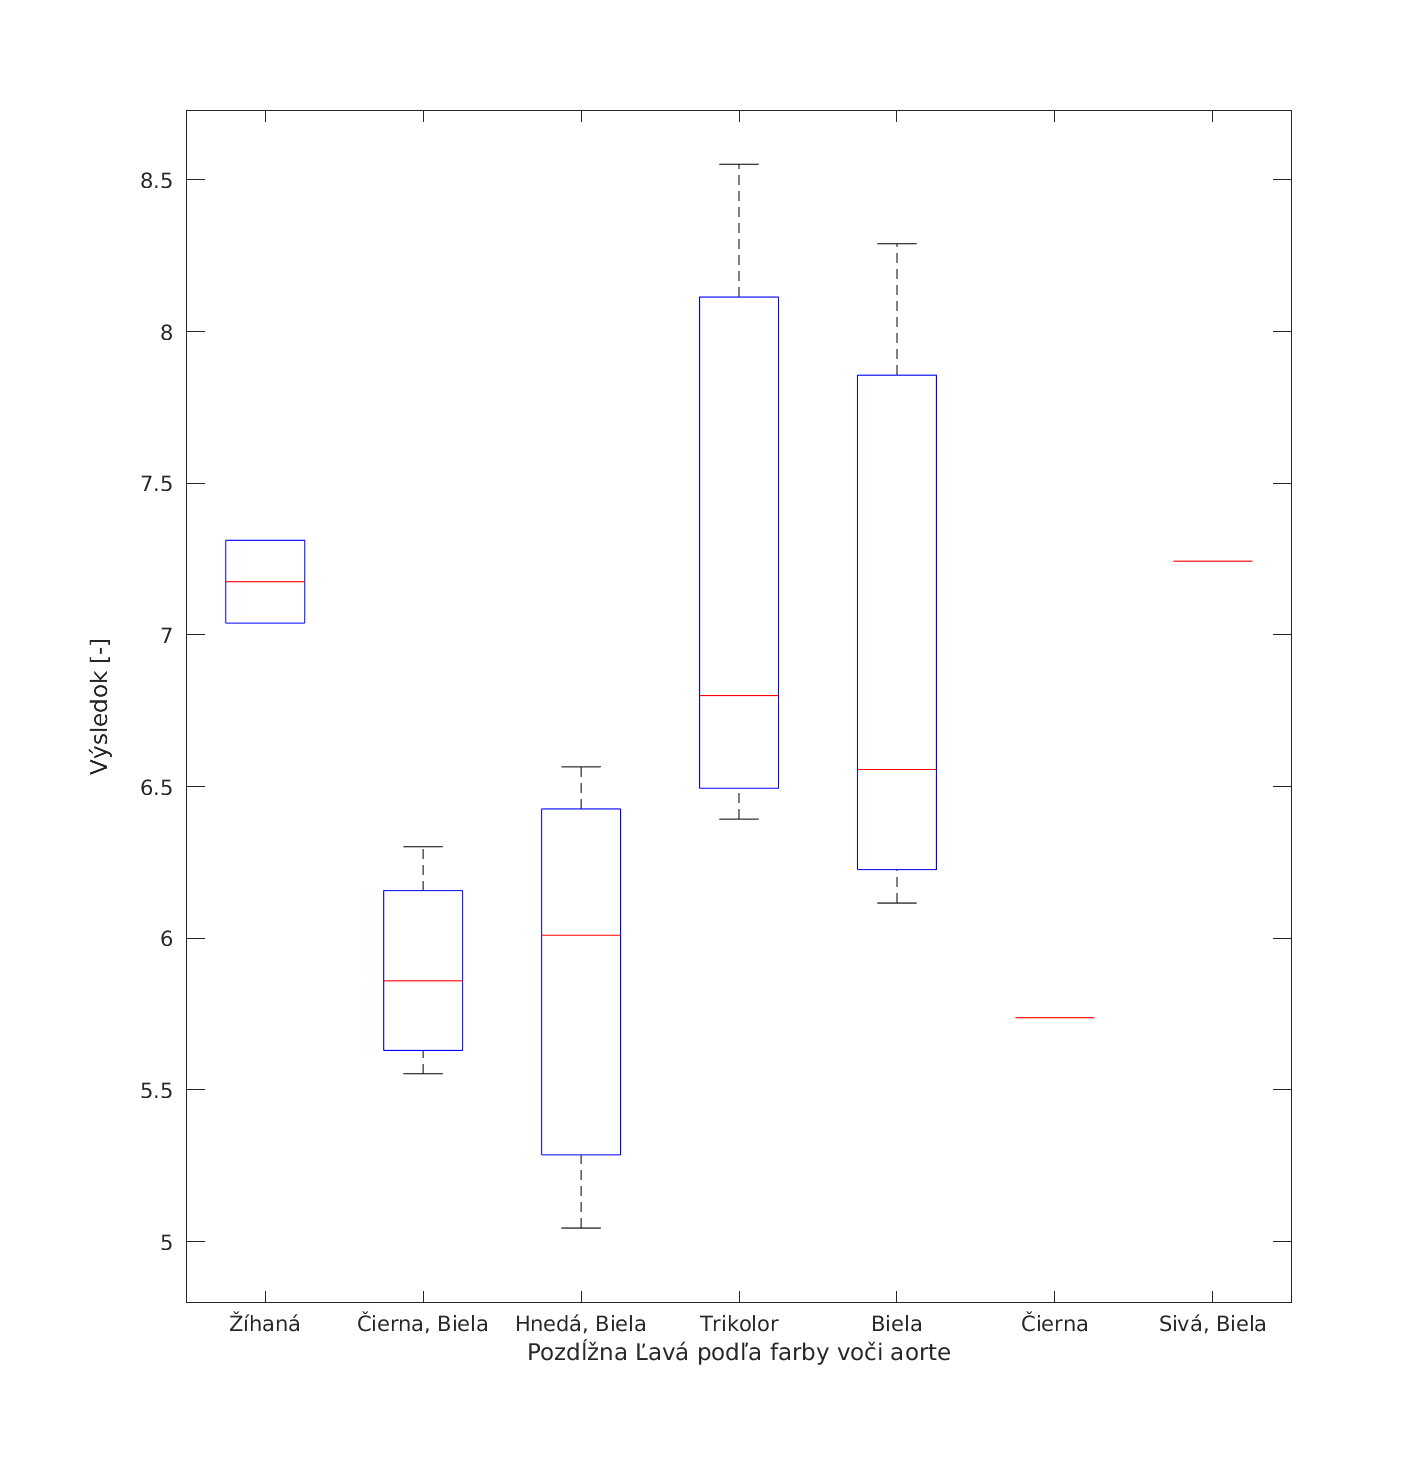 8.5
8
7.5
7
6.5
6
5.5
5
Výsledok [-]
Žíhaná
Čierna, Biela
Hnedá, Biela
Trikolor
Biela
Čierna
Sivá, Biela
Pozdĺžna Ľavá podľa farby voči aorte